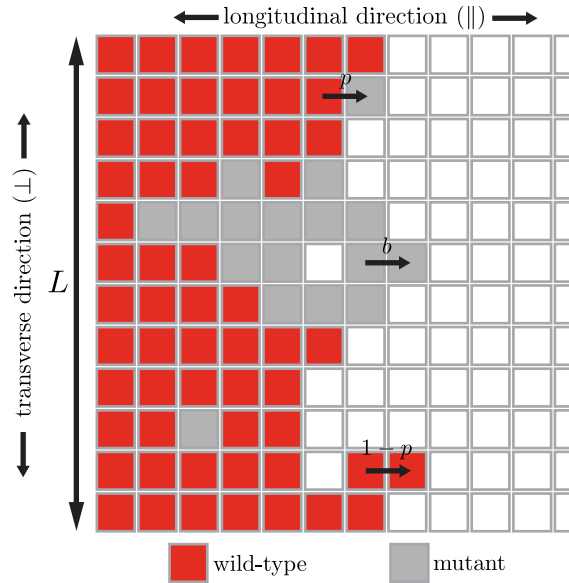 longitudinal direction (∥)
transverse direction (⊥)
L
p
b
1 − p
wild-type
mutant